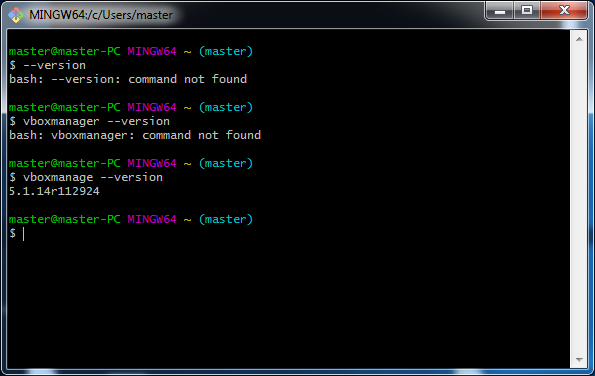 MINGW64:/c/Users/master
master@master-PC MINGW64 ~ (master)
$ --version
bash: --version: command not found
master@master-PC MINGW64 ~ (master)
$ vboxmanager --version
bash: vboxmanager: command not found
master@master-PC MINGW64 ~ (master)
$ vboxmanage --version
5.1.14r112924
master@master-PC MINGW64 ~ (master)
$